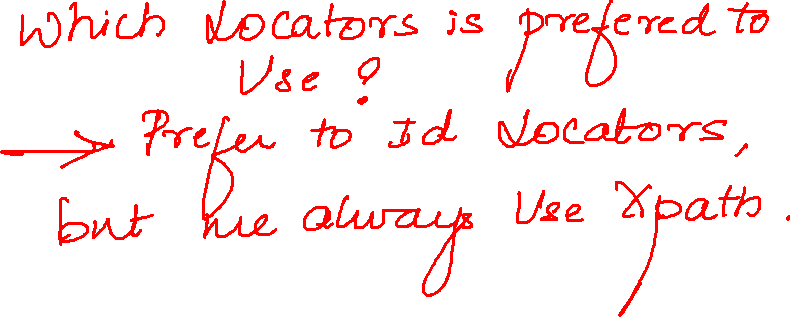 Which Locators is prefered to
Use ?
→ Prefer to Id Locators,
but we always Use Xpath.